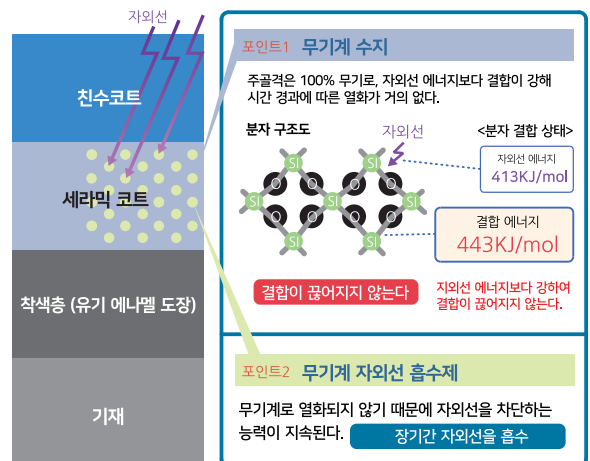 자외선
친수코트
세라믹 코트
착색층 (유기 에나멜 도장)
기재
포인트1 무기계 수지
주골격은 100% 무기로, 자외선 에너지보다 결합이 강해
시간 경과에 따른 열화가 거의 없다.
분자 구조도
자외선
<분자 결합 상태>
SI SI
O O O O
SI SI SI
O O O O
SI SI
자외선 에너지
413KJ/mol
결합 에너지
443KJ/mol
결합이 끊어지지 않는다
지외선 에너지보다 강하여
결합이 끊어지지 않는다.
포인트2 무기계 자외선 흡수제
무기계로 열화되지 않기 때문에 자외선을 차단하는
능력이 지속된다.
장기간 자외선을 흡수